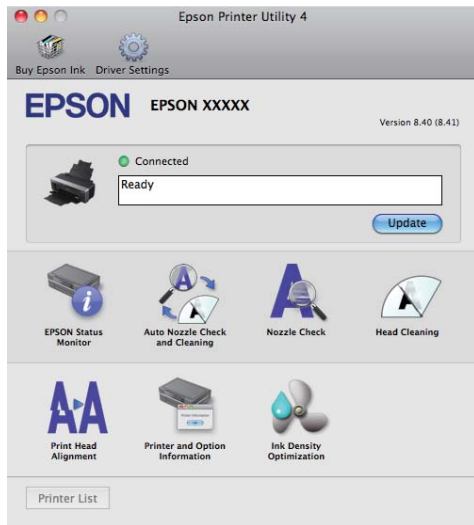 Epson Printer Utility 4
Buy Epson Ink Driver Settings
EPSON EPSON XXXXX
Version 8.40 (8.41)
Connected
Ready
Update
EPSON Status
Monitor
Auto Nozzle Check
and Cleaning
Nozzle Check
Head Cleaning
Print Head
Alignment
Printer and Option
Information
Ink Density
Optimization
Printer List